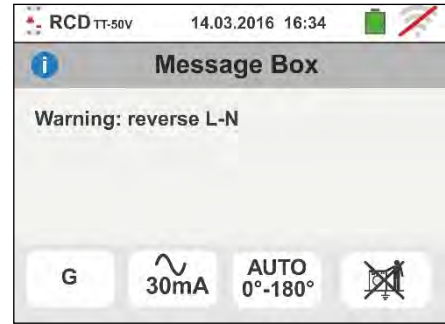 RCD TT-50V 14.03.2016 16:34
Message Box
Warning: reverse L-N
G
30mA
AUTO
0°-180°